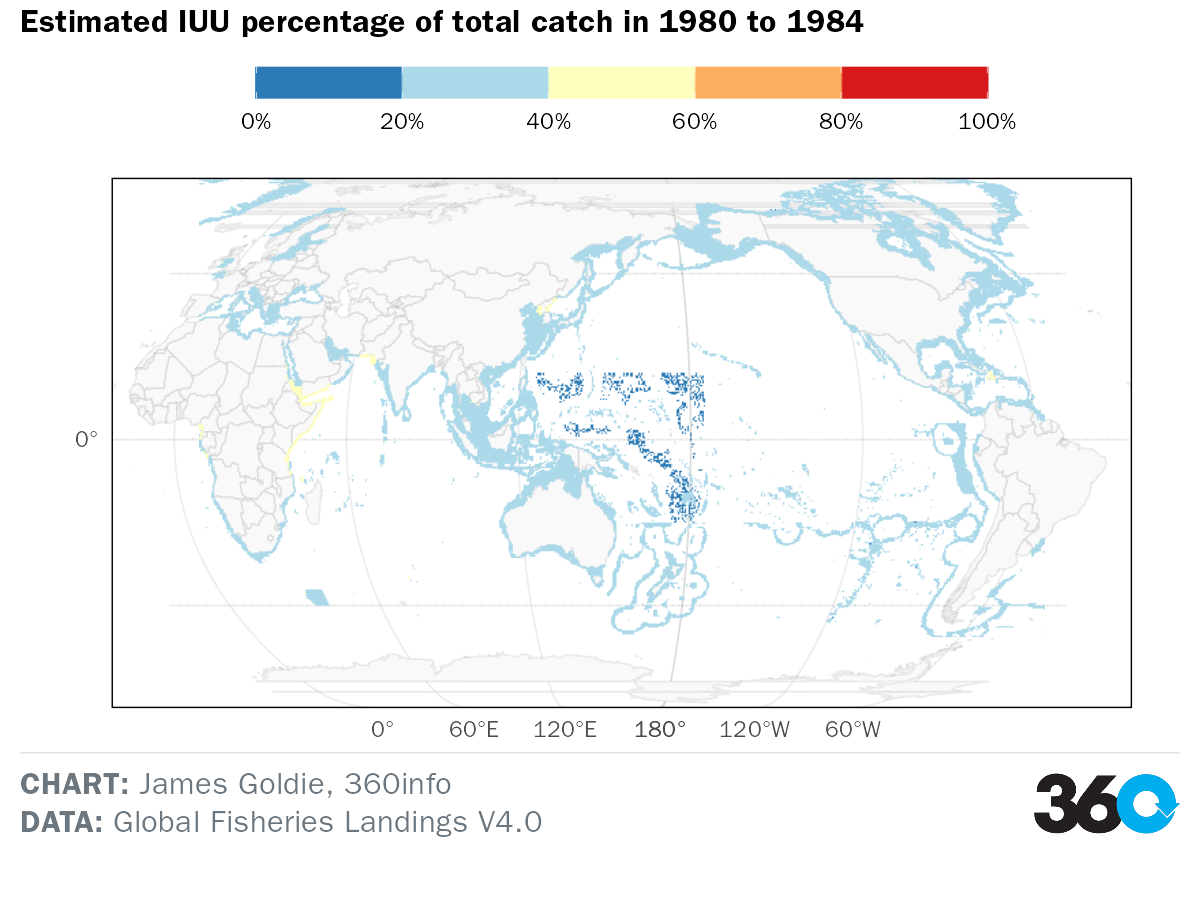 Estimated IUU percentage of total catch in 1980 to 1984
0% 20% 40% 60% 80% 100%
0°
0° 60°E 120°E 180° 120°W 60°W
CHART: James Goldie, 360info
DATA: Global Fisheries Landings V4.0
360